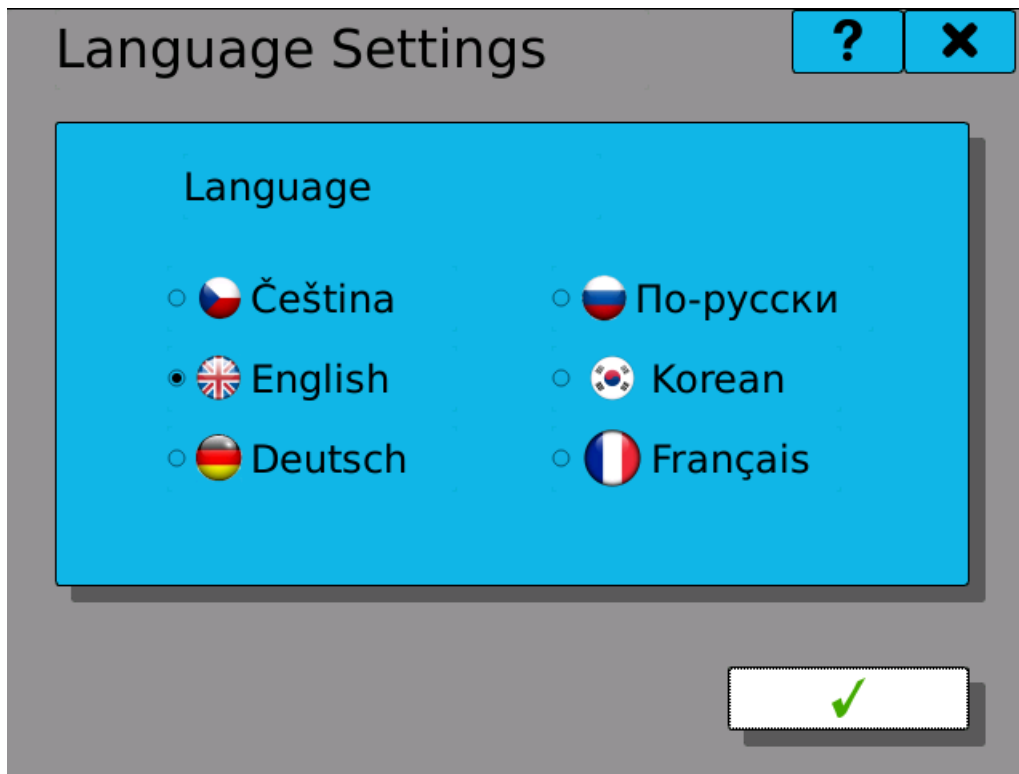 Language Settings
?
Language
Čeština
По-русски
English
Korean
Deutsch
Français